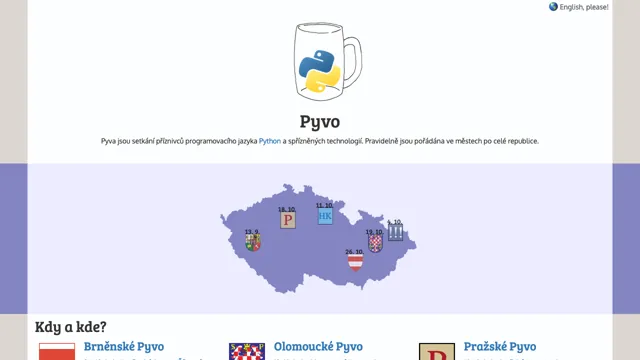 English, please!
Pyvo
Pyva jsou setkání příznivců programovacího jazyka Python a spřízněných technologií. Pravidelně jsou pořádána ve městech po celé republice.
18. 10.
11. 10.
P
HK
4. 10.
13. 9.
19. 10.
26. 10.
Kdy a kde?
Brněnské Pyvo
Olomoucké Pyvo
Pražské Pyvo